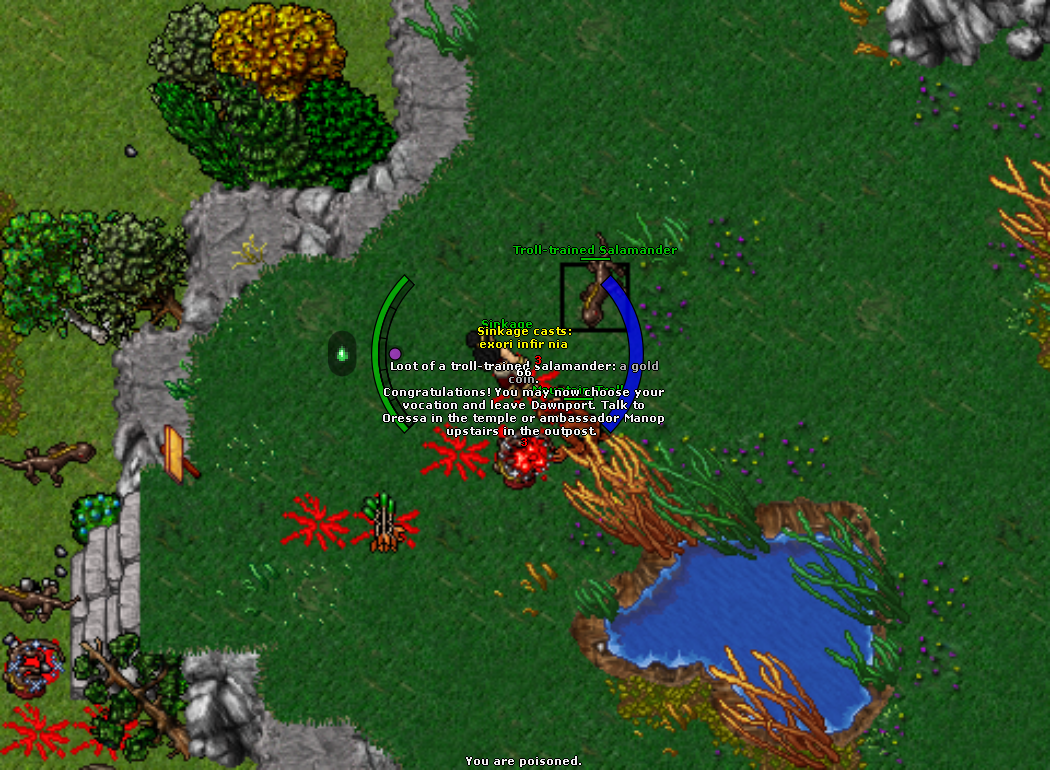 Troll-trained Salamander
Sinkage
Sinkage casts:
exori infir nia
3
Loot of a troll-trained salamander: a gold
coin.
66
Congratulations! You may now choose your
vocation and leave Dawnport. Talk to
Oressa in the temple or ambassador Manop
upstairs in the outpost.
You are poisoned.